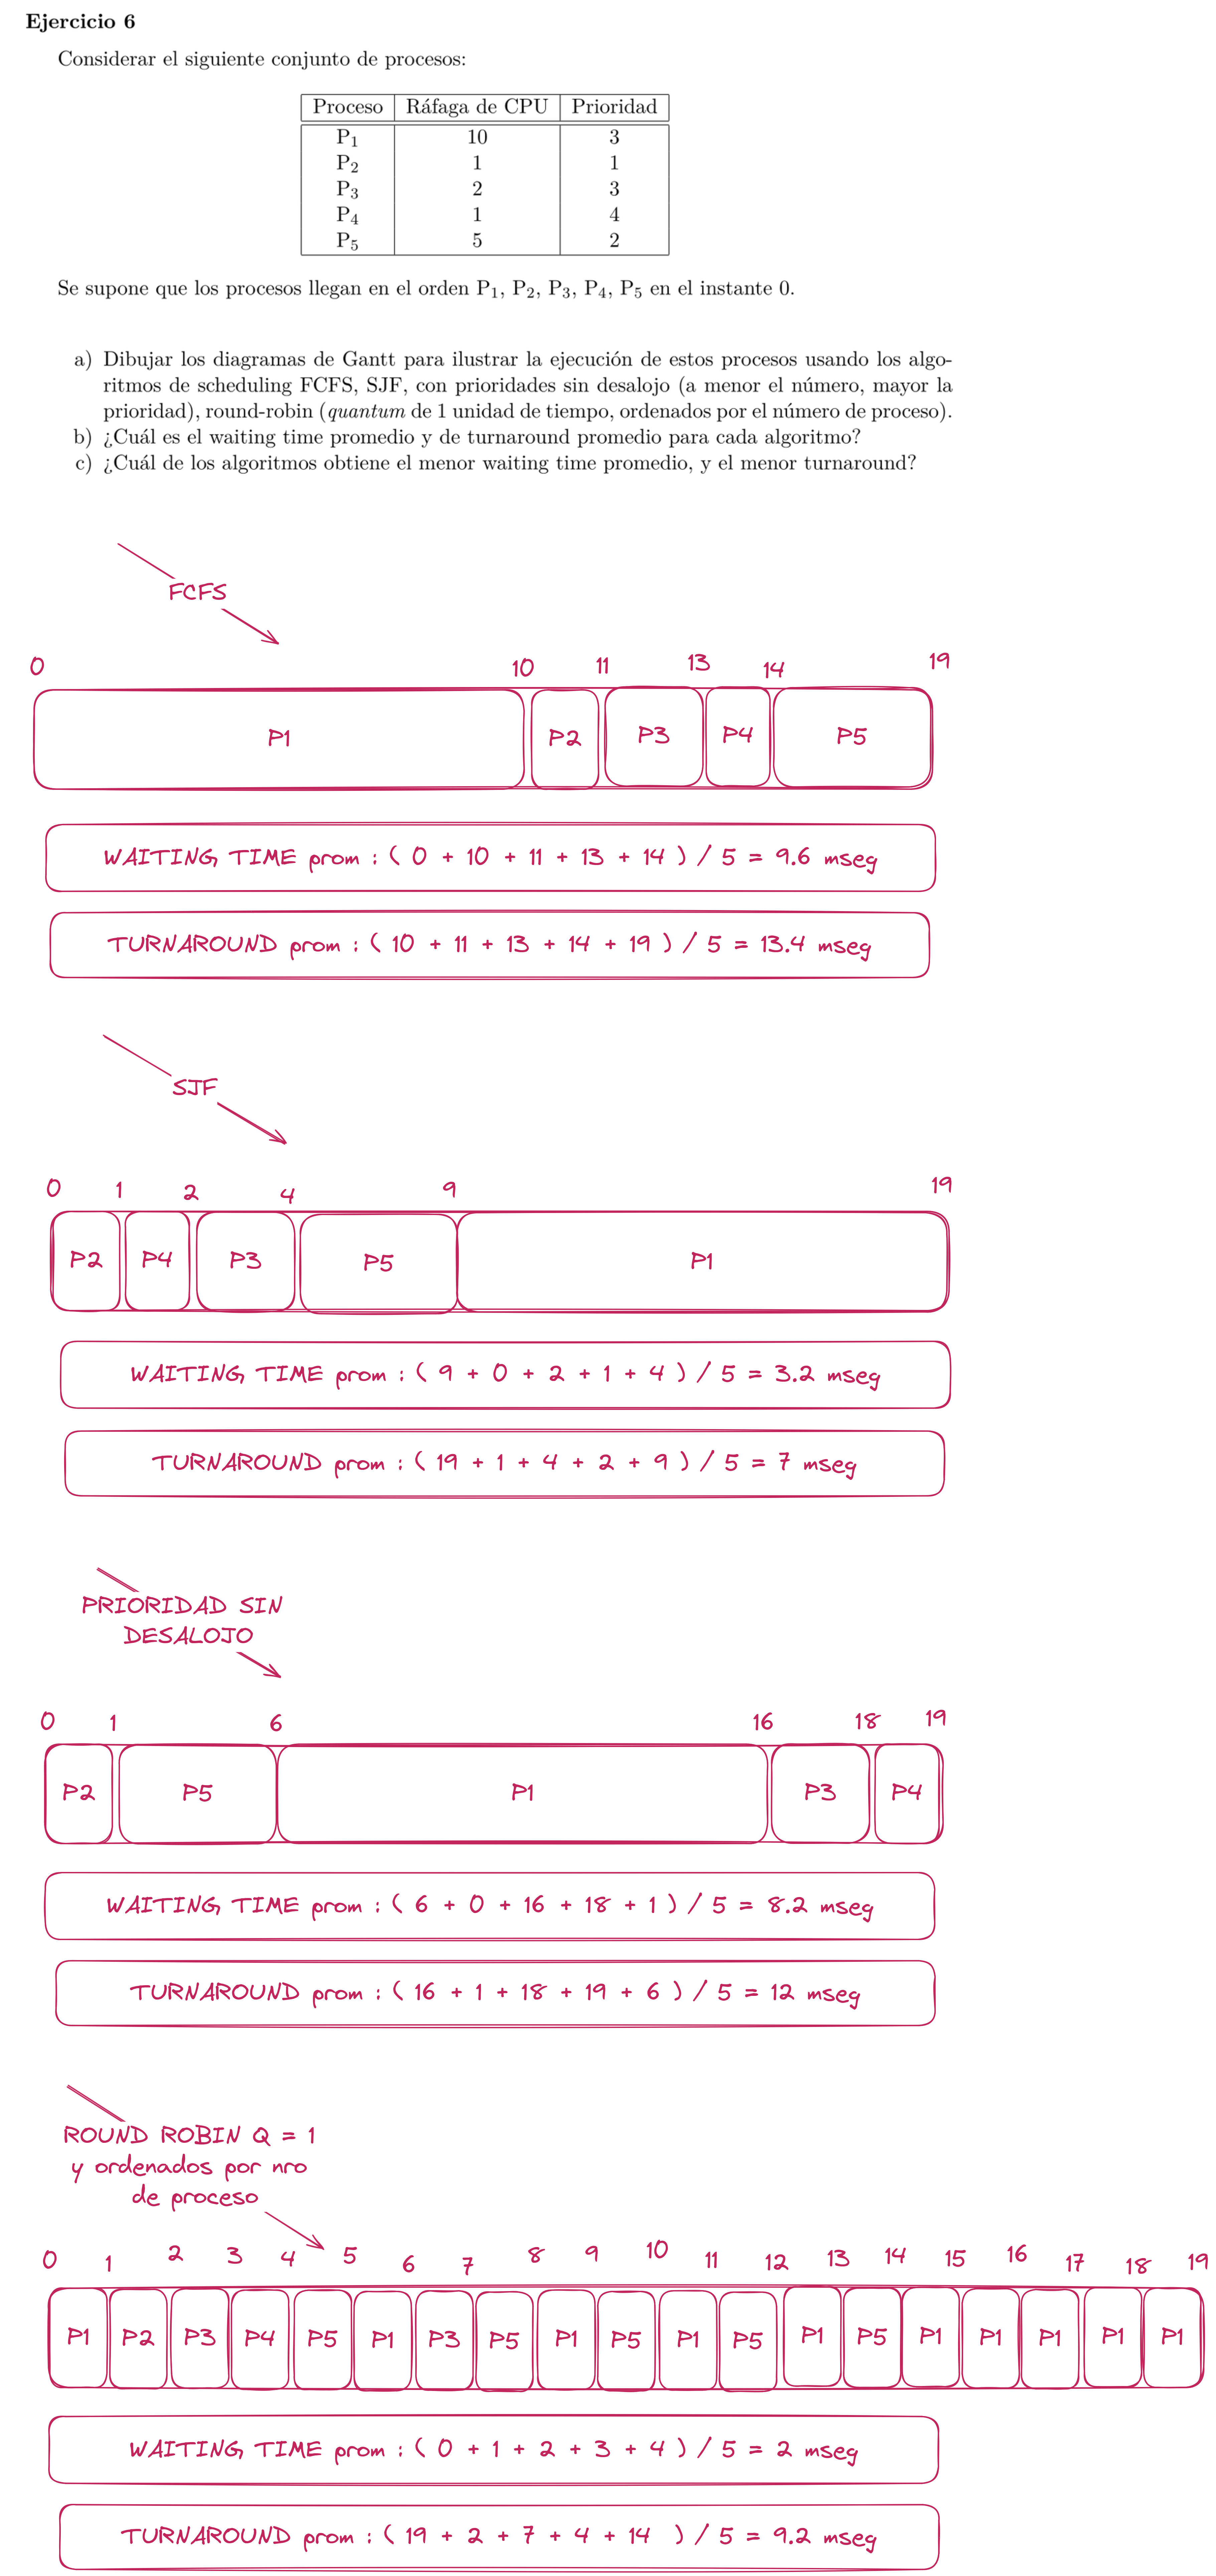 Ejercicio 6
Considerar el siguiente conjunto de procesos:
Proceso Ráfaga de CPU Prioridad
P1 10 3
P2 1 1
P3 2 3
P4 1 4
P5 5 2
Se supone que los procesos llegan en el orden P1, P2, P3, P4, P5 en el instante 0.
a) Dibujar los diagramas de Gantt para ilustrar la ejecución de estos procesos usando los algo-
ritmos de scheduling FCFS, SJF, con prioridades sin desalojo (a menor el número, mayor la
prioridad), round-robin (quantum de 1 unidad de tiempo, ordenados por el número de proceso).
b) ¿Cuál es el waiting time promedio y de turnaround promedio para cada algoritmo?
c) ¿Cuál de los algoritmos obtiene el menor waiting time promedio, y el menor turnaround?
FCFS
0 10 11 13 14 19
P1 P2 P3 P4 P5
WAITING TIME prom : ( 0 + 10 + 11 + 13 + 14 ) / 5 = 9.6 mseg
TURNAROUND prom : ( 10 + 11 + 13 + 14 + 19 ) / 5 = 13.4 mseg
SJF
0 1 2 4 9 19
P2 P4 P3 P5 P1
WAITING TIME prom : ( 9 + 0 + 2 + 1 + 4 ) / 5 = 3.2 mseg
TURNAROUND prom : ( 19 + 1 + 4 + 2 + 9 ) / 5 = 7 mseg
PRIORIDAD SIN
DESALOJO
0 1 6 16 18 19
P2 P5 P1 P3 P4
WAITING TIME prom : ( 6 + 0 + 16 + 18 + 1 ) / 5 = 8.2 mseg
TURNAROUND prom : ( 16 + 1 + 18 + 19 + 6 ) / 5 = 12 mseg
ROUND ROBIN Q = 1
y ordenados por nro
de proceso
0 1 2 3 4 5 6 7 8 9 10 11 12 13 14 15 16 17 18 19
P1 P2 P3 P4 P5 P1 P3 P5 P1 P5 P1 P5 P1 P5 P1 P1 P1 P1 P1
WAITING TIME prom : ( 0 + 1 + 2 + 3 + 4 ) / 5 = 2 mseg
TURNAROUND prom : ( 19 + 2 + 7 + 4 + 14 ) / 5 = 9.2 mseg